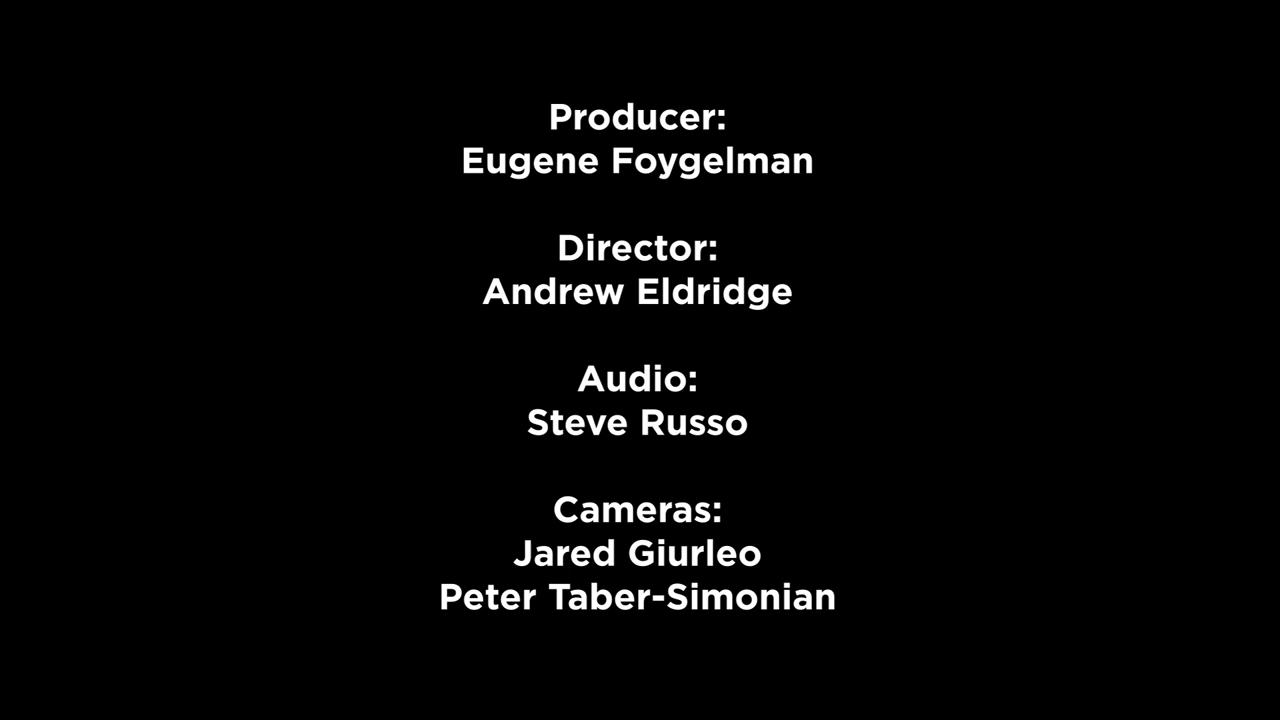 Producer:
Eugene Foygelman
Director:
Andrew Eldridge
Audio:
Steve Russo
Cameras:
Jared Giurleo
Peter Taber-Simonian